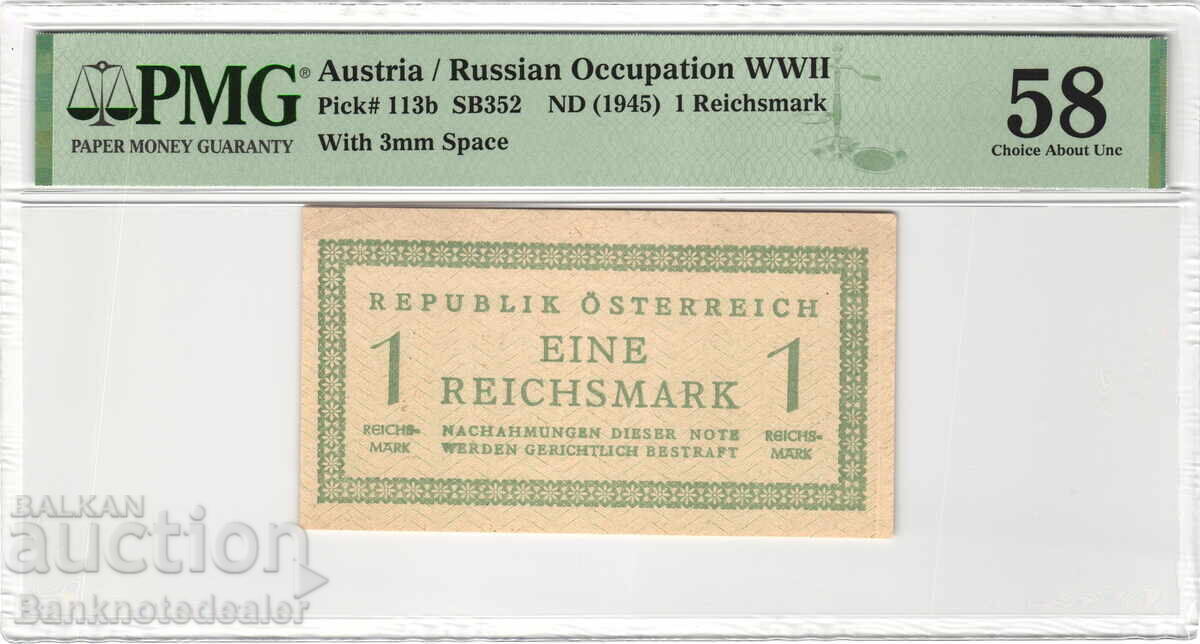 PMG®
PAPER MONEY GUARANTY
Austria / Russian Occupation WWII
Pick# 113b SB352 ND (1945) 1 Reichsmark
With 3mm Space
58
Choice About Unc
REPUBLIK ÖSTERREICH
1 EINE 1
REICHSMARK
REICHS-
MARK
NACHAHMUNGEN DIESER NOTE
WERDEN GERICHTLICH BESTRAFT
REICHS-
MARK
BALKAN
auction
Banknotedealer